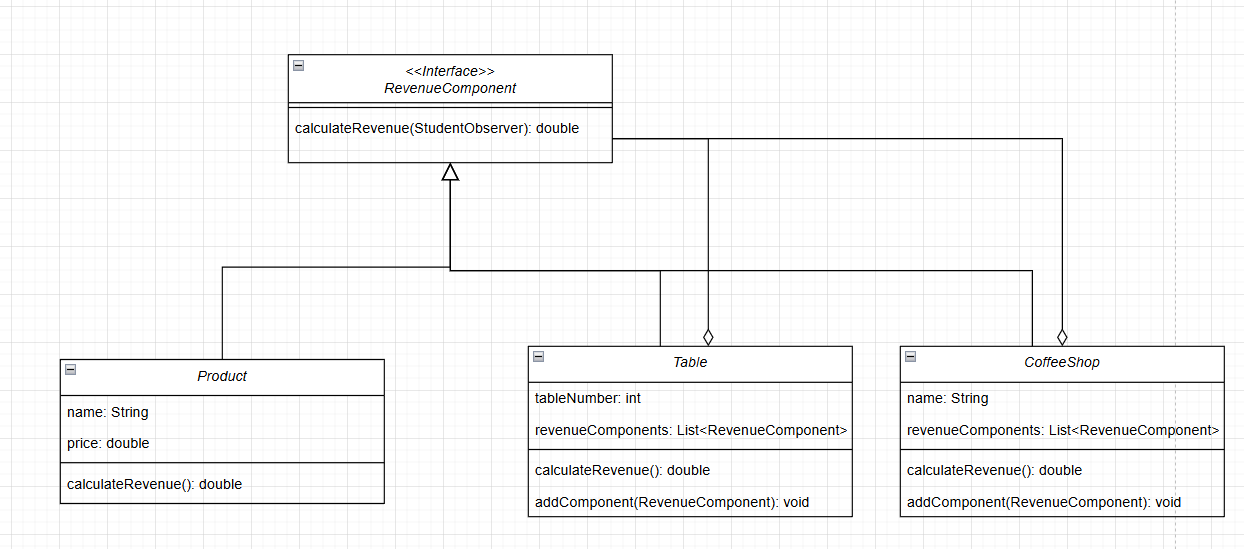 <<Interface>>
RevenueComponent
calculateRevenue(StudentObserver): double
Product
name: String
price: double
calculateRevenue(): double
Table
tableNumber: int
revenueComponents: List<RevenueComponent>
calculateRevenue(): double
addComponent(RevenueComponent): void
CoffeeShop
name: String
revenueComponents: List<RevenueComponent>
calculateRevenue(): double
addComponent(RevenueComponent): void